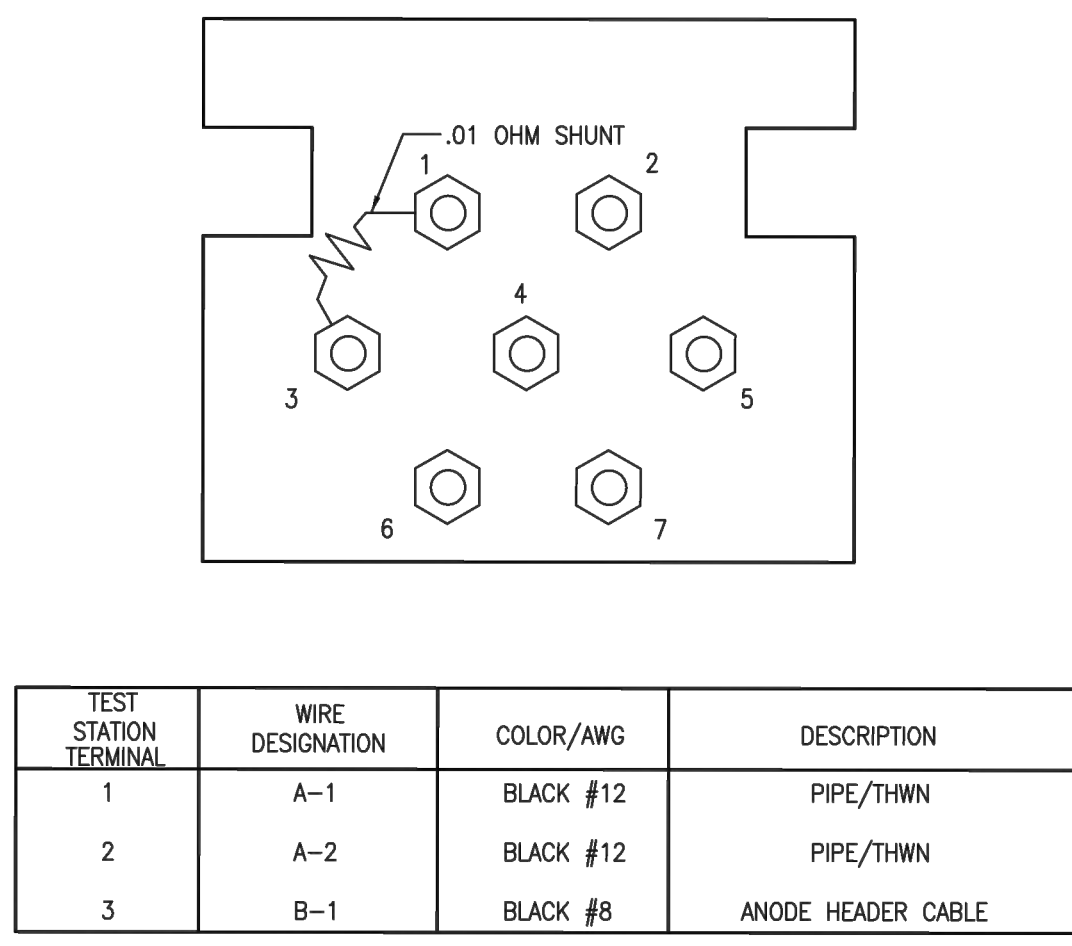 .01 OHM SHUNT
1
2
4
3
5
6
7
TEST STATION TERMINAL
WIRE DESIGNATION
COLOR/AWG
DESCRIPTION
1 A-1 BLACK #12 PIPE/THWN
2 A-2 BLACK #12 PIPE/THWN
3 B-1 BLACK #8 ANODE HEADER CABLE